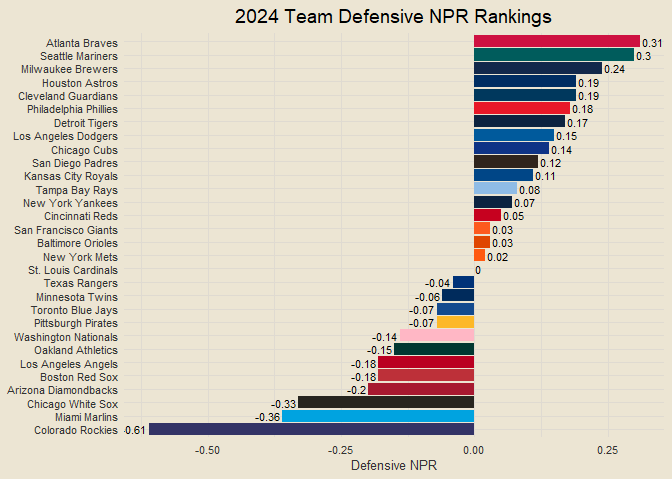 2024 Team Defensive NPR Rankings
Atlanta Braves 0.31
Seattle Mariners 0.3
Milwaukee Brewers 0.24
Houston Astros 0.19
Cleveland Guardians 0.19
Philadelphia Phillies 0.18
Detroit Tigers 0.17
Los Angeles Dodgers 0.15
Chicago Cubs 0.14
San Diego Padres 0.12
Kansas City Royals 0.11
Tampa Bay Rays 0.08
New York Yankees 0.07
Cincinnati Reds 0.05
San Francisco Giants 0.03
Baltimore Orioles 0.03
New York Mets 0.02
St. Louis Cardinals 0
Texas Rangers -0.04
Minnesota Twins -0.06
Toronto Blue Jays -0.07
Pittsburgh Pirates -0.07
Washington Nationals -0.14
Oakland Athletics -0.15
Los Angeles Angels -0.18
Boston Red Sox -0.18
Arizona Diamondbacks -0.2
Chicago White Sox -0.33
Miami Marlins -0.36
Colorado Rockies -0.61
-0.50 -0.25 0.00 0.25
Defensive NPR